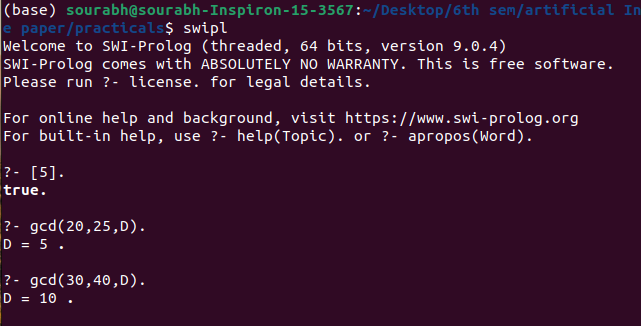 (base) sourabh@sourabh-Inspiron-15-3567:~/Desktop/6th sem/artificial In
e paper/practicals$ swipl
Welcome to SWI-Prolog (threaded, 64 bits, version 9.0.4)
SWI-Prolog comes with ABSOLUTELY NO WARRANTY. This is free software.
Please run ?- license. for legal details.

For online help and background, visit https://www.swi-prolog.org
For built-in help, use ?- help(Topic). or ?- apropos(Word).

?- [5].
true.

?- gcd(20,25,D).
D = 5 .

?- gcd(30,40,D).
D = 10 .